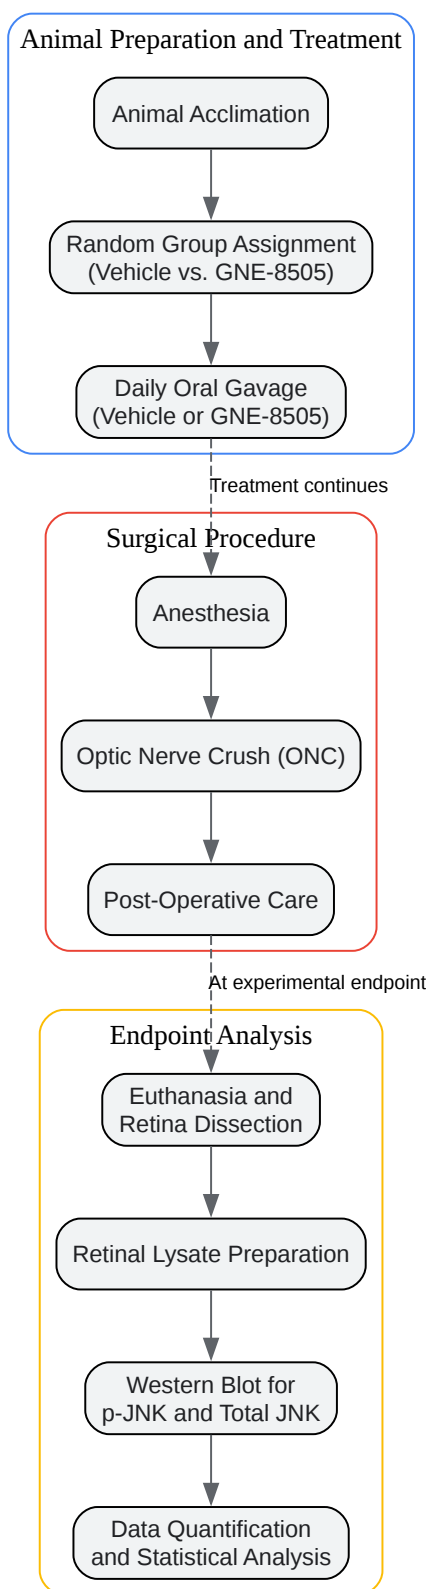 Animal Preparation and Treatment
Animal Acclimation
Random Group Assignment
(Vehicle vs. GNE-8505)
Daily Oral Gavage
(Vehicle or GNE-8505)
Treatment continues
Surgical Procedure
Anesthesia
Optic Nerve Crush (ONC)
Post-Operative Care
At experimental endpoint
Endpoint Analysis
Euthanasia and
Retina Dissection
Retinal Lysate Preparation
Western Blot for
p-JNK and Total JNK
Data Quantification
and Statistical Analysis